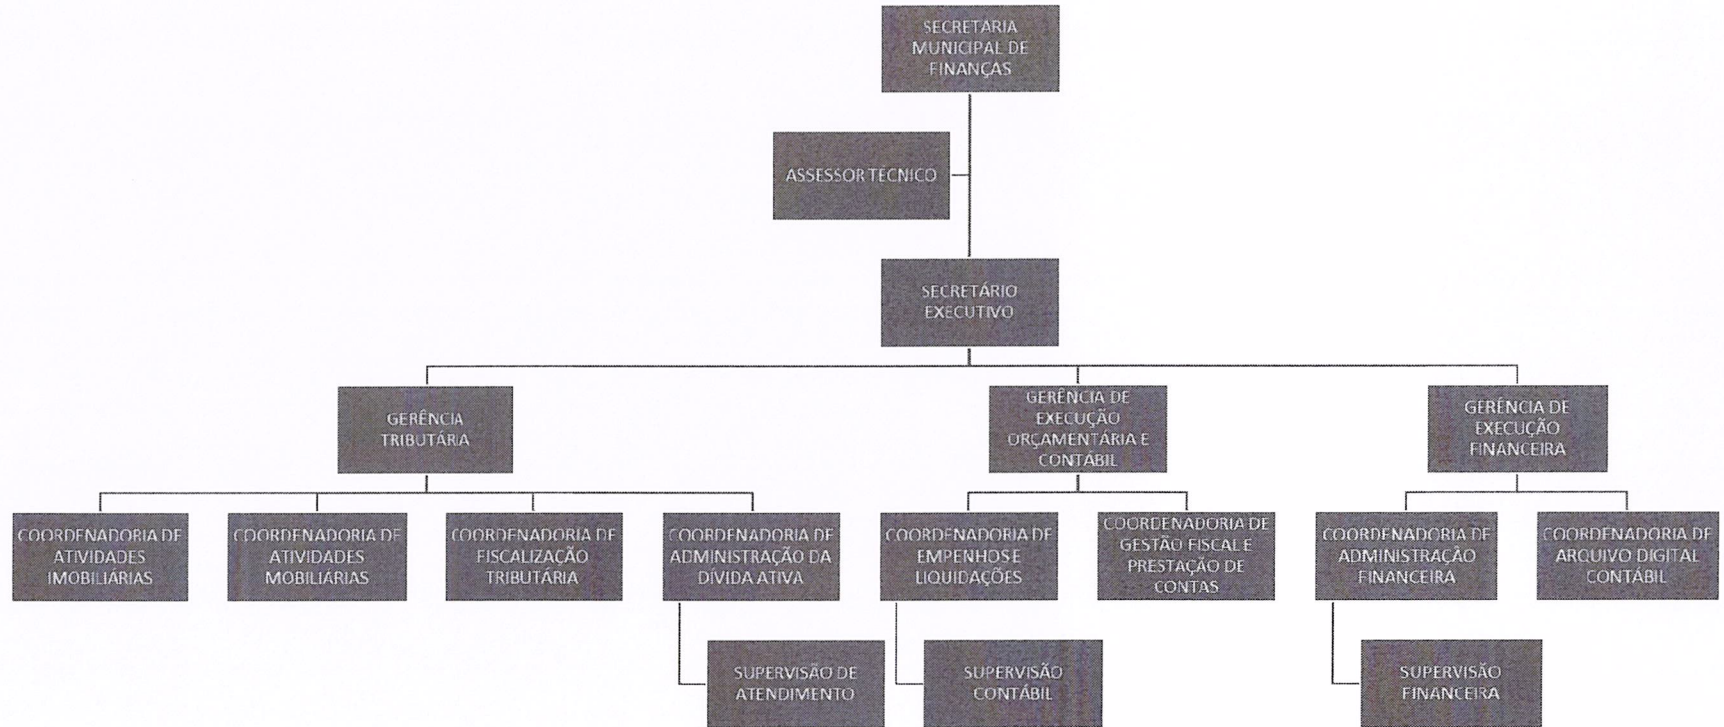 SECRETÁRIA
MUNICIPAL DE
FINANÇAS
ASSESSOR TÉCNICO
SECRETÁRIO
EXECUTIVO
GERÊNCIA
TRIBUTÁRIA
GERÊNCIA DE
EXECUÇÃO
ORÇAMENTÁRIA E
CONTÁBIL
GERÊNCIA DE
EXECUÇÃO
FINANCEIRA
COORDENADORIA DE
ATIVIDADES
IMOBILIÁRIAS
COORDENADORIA DE
ATIVIDADES
MOBILIÁRIAS
COORDENADORIA DE
FISCALIZAÇÃO
TRIBUTÁRIA
COORDENADORIA DE
ADMINISTRAÇÃO DA
DÍVIDA ATIVA
COORDENADORIA DE
EMPENHOS E
LIQUIDAÇÕES
COORDENADORIA DE
GESTÃO FISCAL E
PRESTAÇÃO DE
CONTAS
COORDENADORIA DE
ADMINISTRAÇÃO
FINANCEIRA
COORDENADORIA DE
ARQUIVO DIGITAL
CONTÁBIL
SUPERVISÃO DE
ATENDIMENTO
SUPERVISÃO
CONTÁBIL
SUPERVISÃO
FINANCEIRA